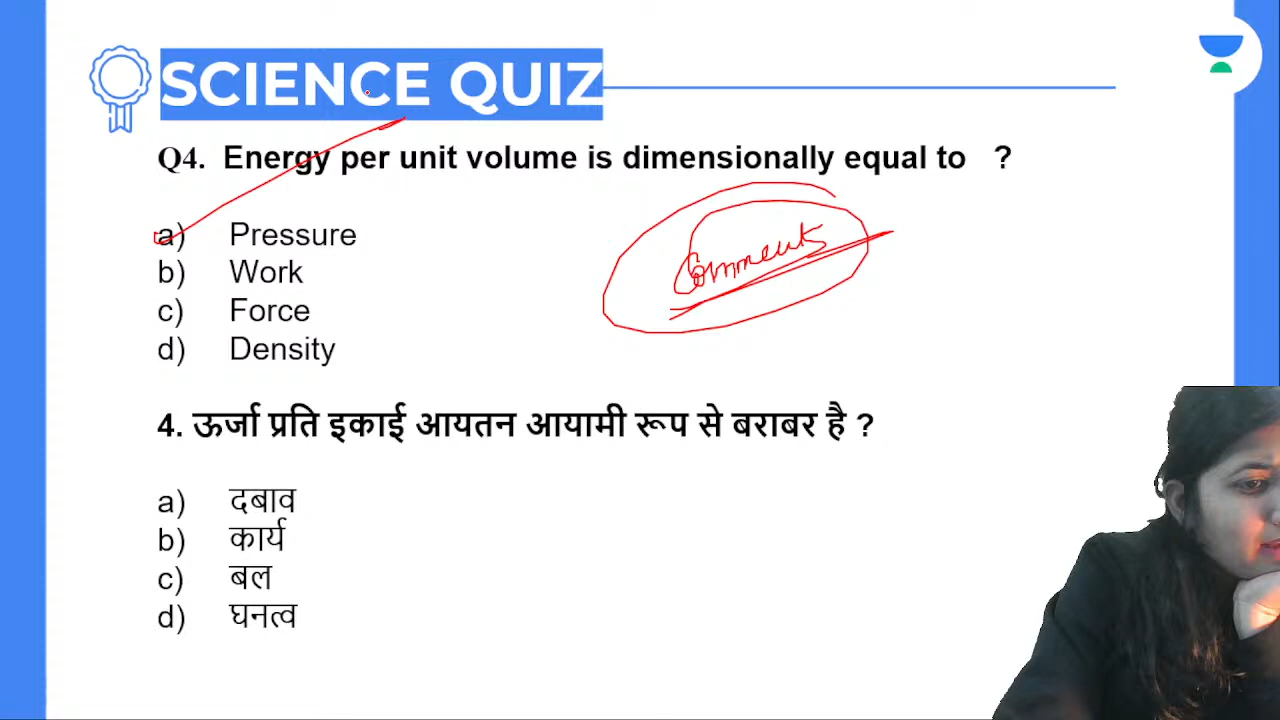 SCIENCE QUIZ
Q4. Energy per unit volume is dimensionally equal to ?
a) Pressure
b) Work
c) Force
d) Density
Comments
4. ऊर्जा प्रति इकाई आयतन आयामी रूप से बराबर है ?
a) दबाव
b) कार्य
c) बल
d) घनत्व